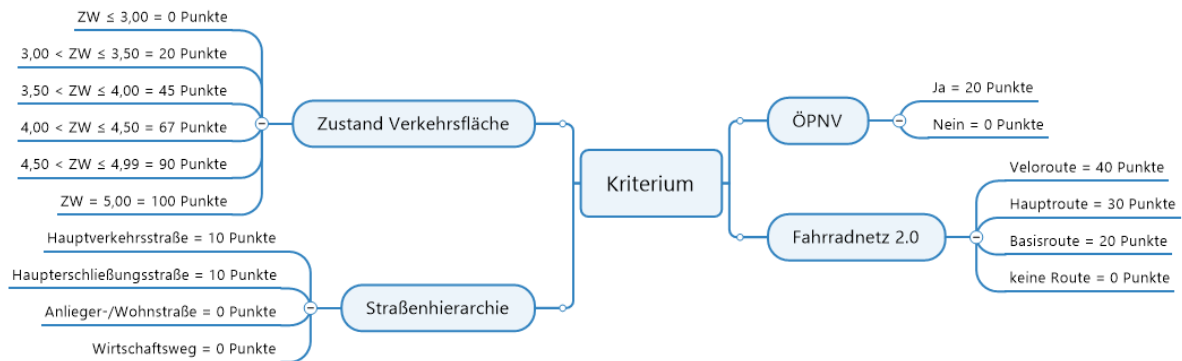 Kriterium
Zustand Verkehrsfläche
ZW ≤ 3,00 = 0 Punkte
3,00 < ZW ≤ 3,50 = 20 Punkte
3,50 < ZW ≤ 4,00 = 45 Punkte
4,00 < ZW ≤ 4,50 = 67 Punkte
4,50 < ZW ≤ 4,99 = 90 Punkte
ZW = 5,00 = 100 Punkte
Straßenhierarchie
Hauptverkehrsstraße = 10 Punkte
Haupterschließungsstraße = 10 Punkte
Anlieger-/Wohnstraße = 0 Punkte
Wirtschaftsweg = 0 Punkte
ÖPNV
Ja = 20 Punkte
Nein = 0 Punkte
Fahrradnetz 2.0
Veloroute = 40 Punkte
Hauptroute = 30 Punkte
Basisroute = 20 Punkte
keine Route = 0 Punkte